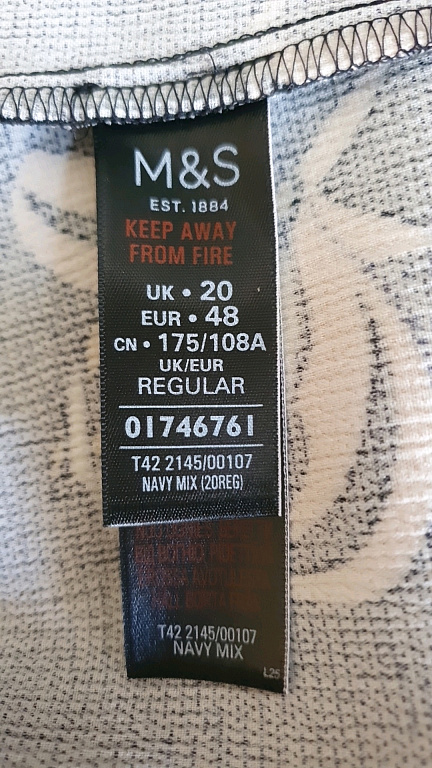 M&S
EST. 1884
KEEP AWAY
FROM FIRE
UK • 20
EUR • 48
CN • 175/108A
UK/EUR
REGULAR
01746761
T42 2145/00107
NAVY MIX (20REG)
T42 2145/00107
NAVY MIX